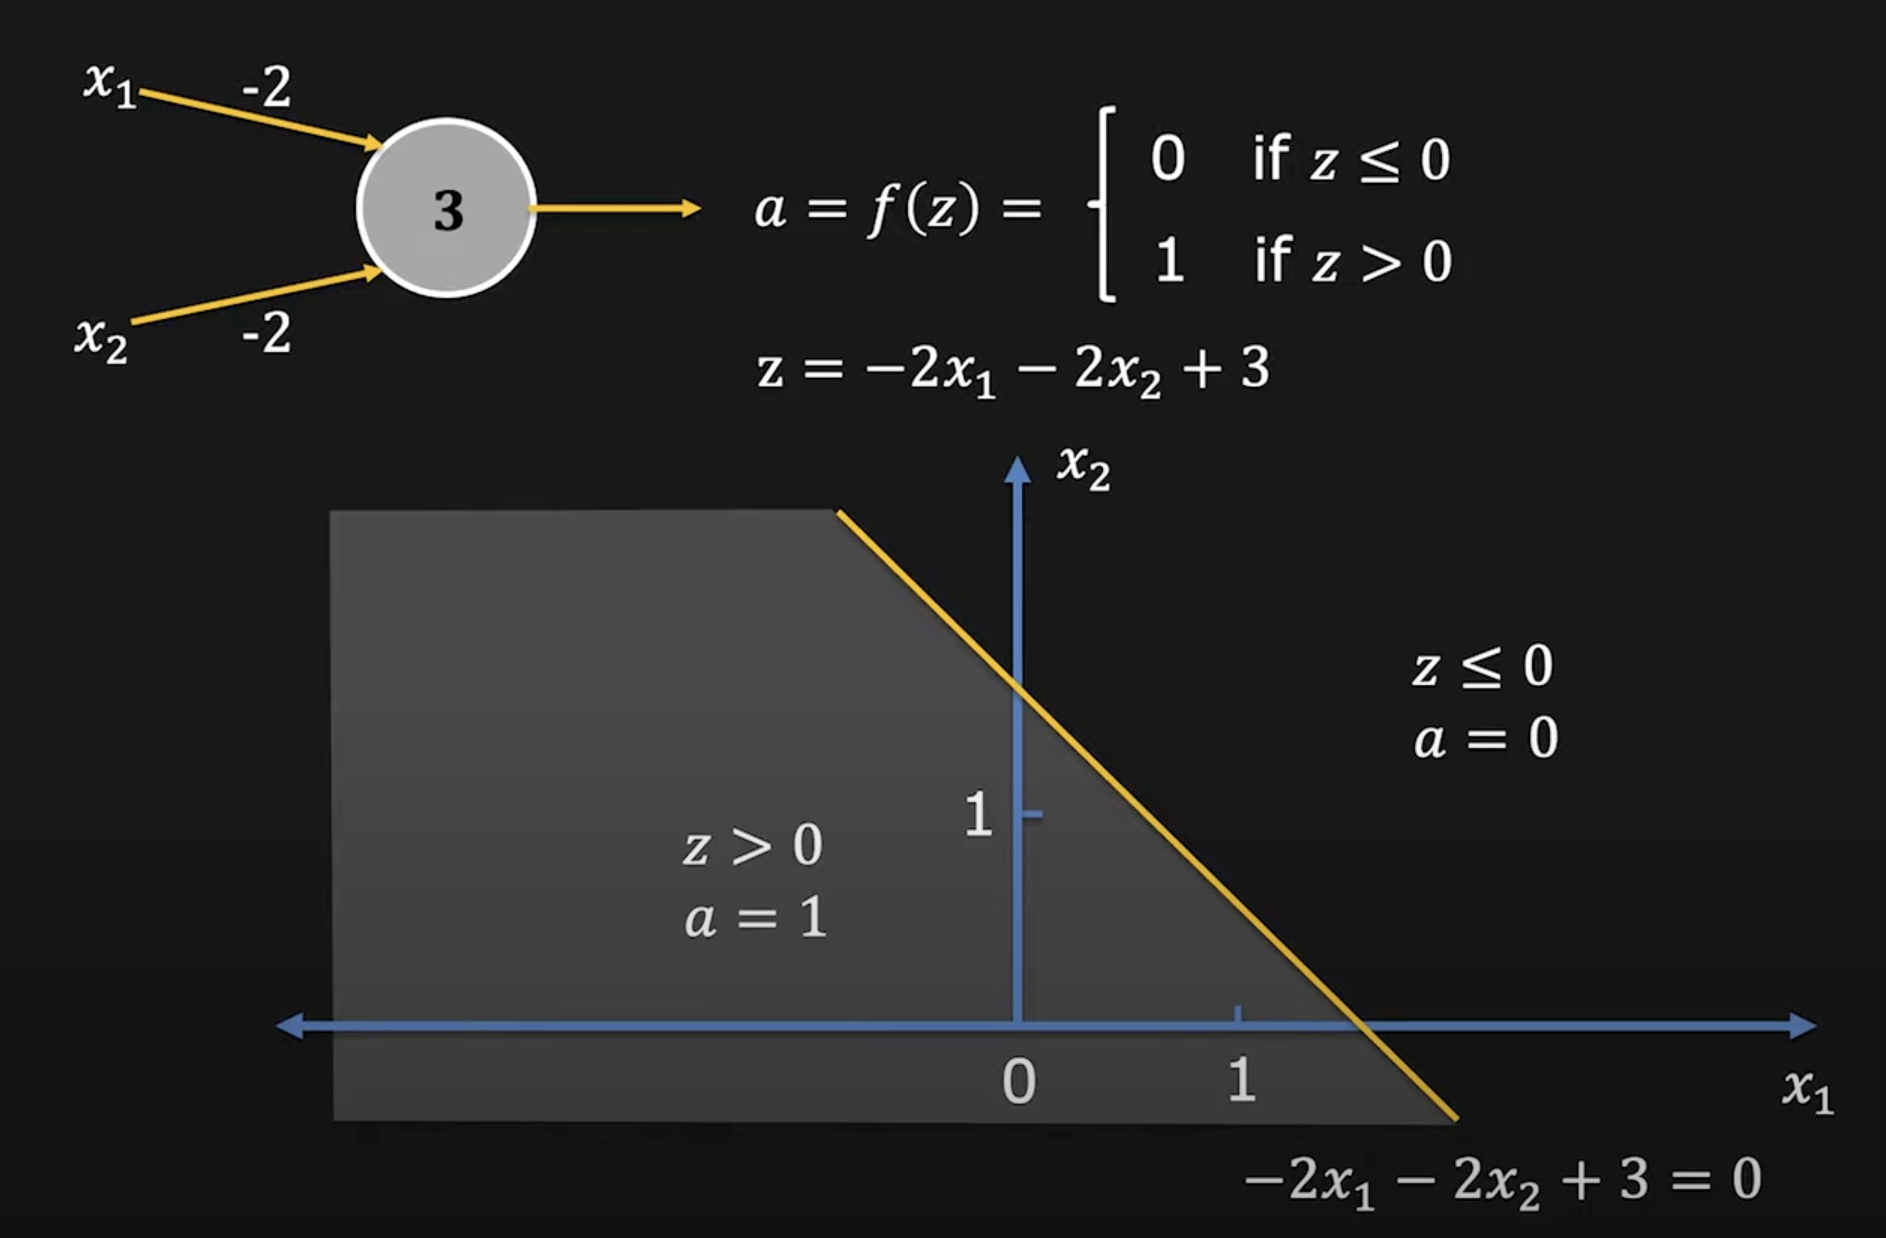 x₁
-2
3
x₂
-2
a = f(z) = { 0 if z ≤ 0
1 if z > 0
z = −2x₁ − 2x₂ + 3
x₂
z ≤ 0
a = 0
1
z > 0
a = 1
0
1
x₁
−2x₁ − 2x₂ + 3 = 0